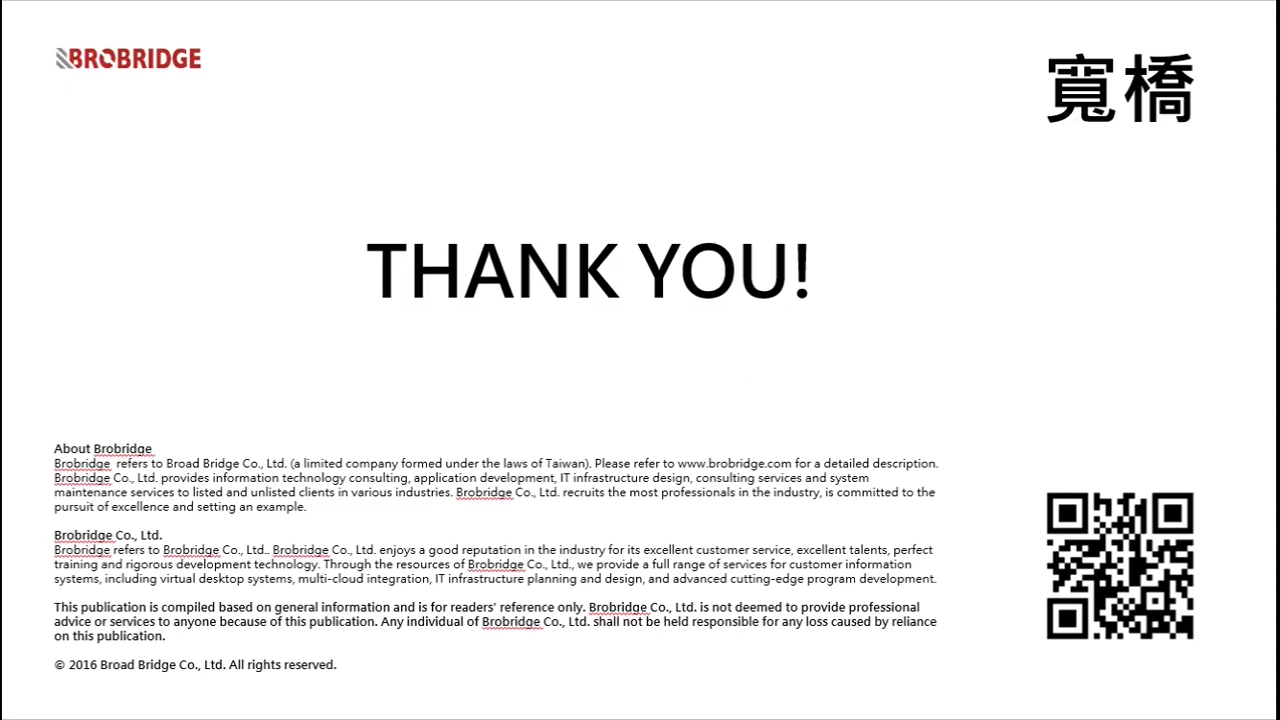 BROBRIDGE
寬橋
THANK YOU!
About Brobridge
Brobridge refers to Broad Bridge Co., Ltd. (a limited company formed under the laws of Taiwan). Please refer to www.brobridge.com for a detailed description.
Brobridge Co., Ltd. provides information technology consulting, application development, IT infrastructure design, consulting services and system
maintenance services to listed and unlisted clients in various industries. Brobridge Co., Ltd. recruits the most professionals in the industry, is committed to the
pursuit of excellence and setting an example.
Brobridge Co., Ltd.
Brobridge refers to Brobridge Co., Ltd.. Brobridge Co., Ltd. enjoys a good reputation in the industry for its excellent customer service, excellent talents, perfect
training and rigorous development technology. Through the resources of Brobridge Co., Ltd., we provide a full range of services for customer information
systems, including virtual desktop systems, multi-cloud integration, IT infrastructure planning and design, and advanced cutting-edge program development.
This publication is compiled based on general information and is for readers' reference only. Brobridge Co., Ltd. is not deemed to provide professional
advice or services to anyone because of this publication. Any individual of Brobridge Co., Ltd. shall not be held responsible for any loss caused by reliance
on this publication.
© 2016 Broad Bridge Co., Ltd. All rights reserved.